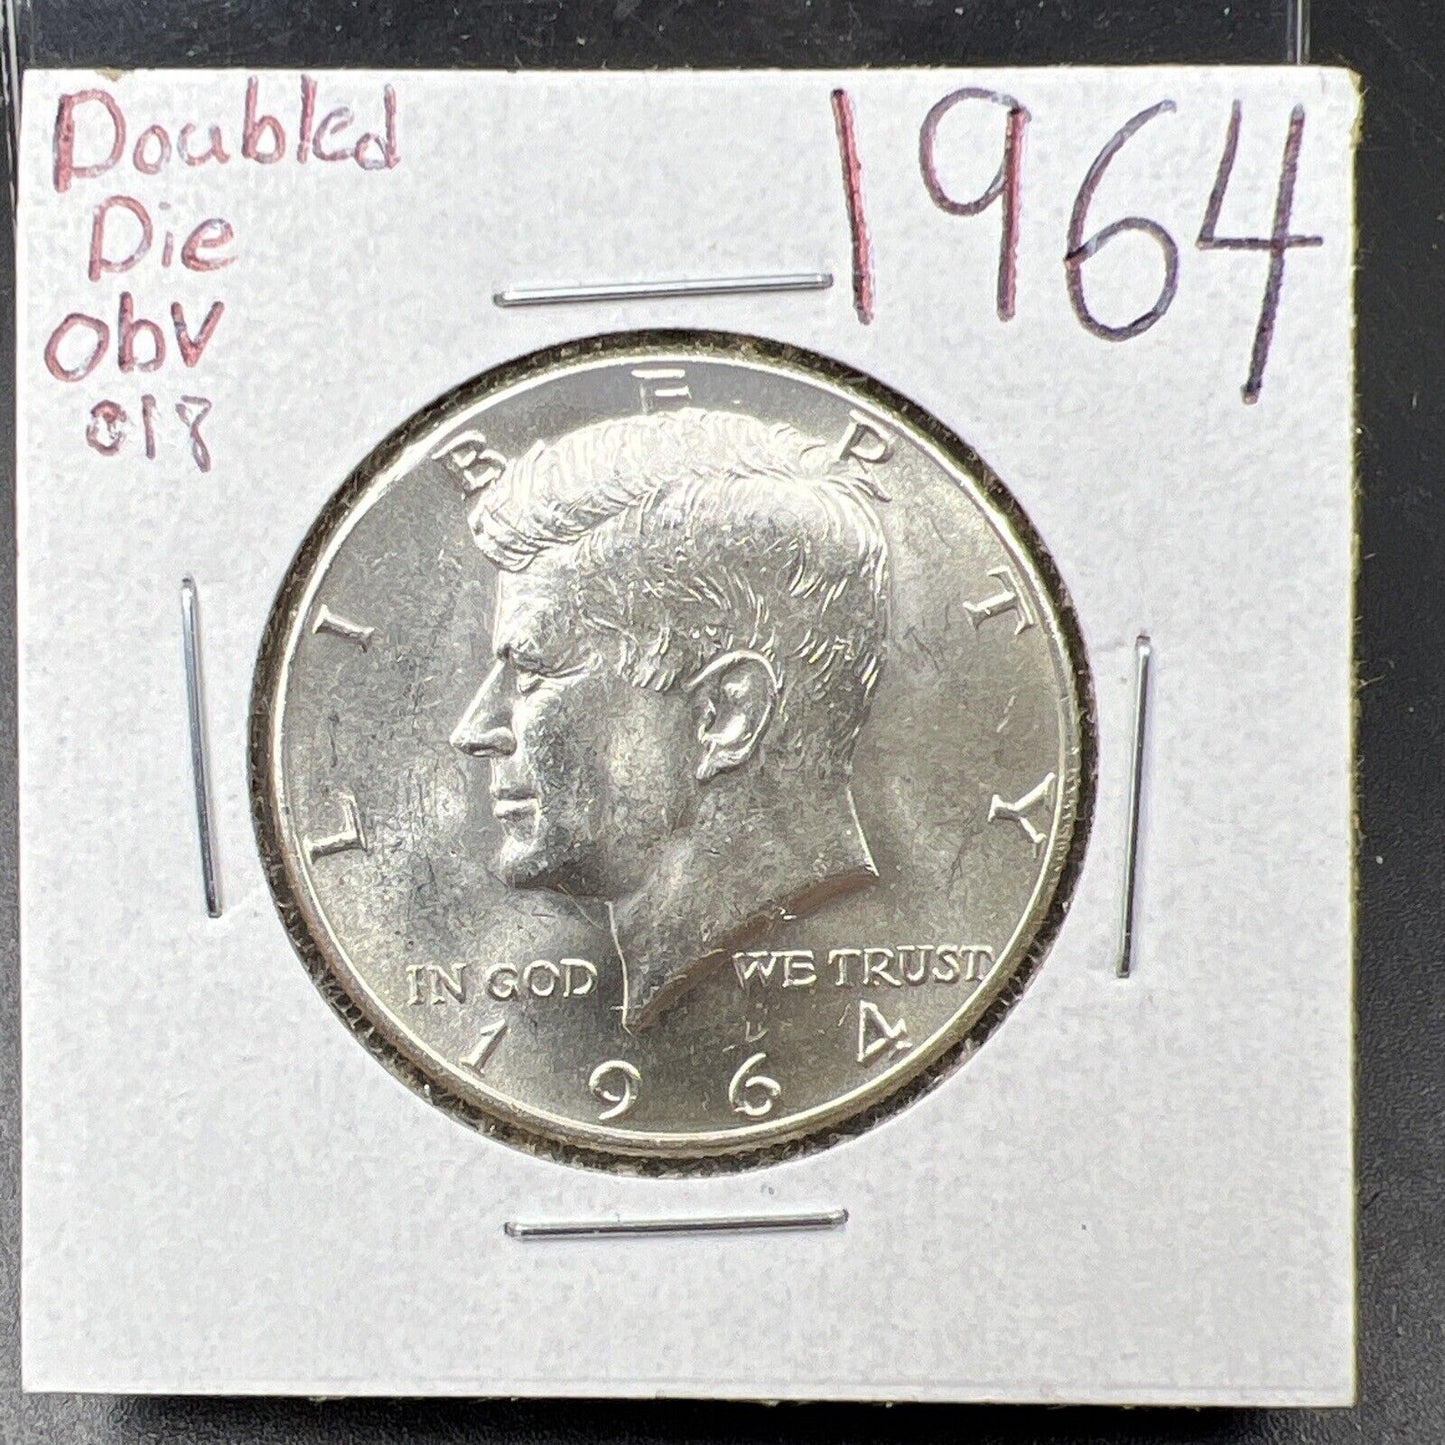 Doubled
Die
Obv
018
1964
LIBERTY
IN GOD WE TRUST
1964